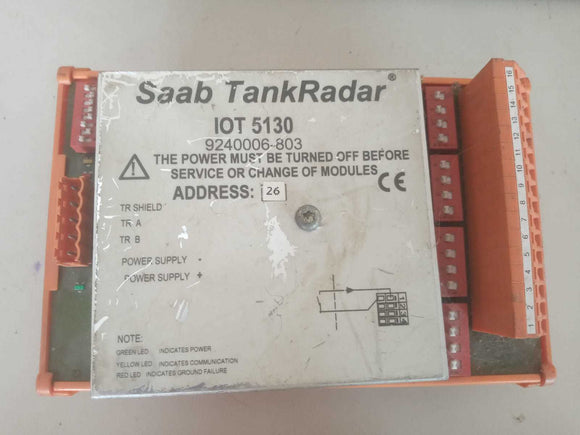 Saab TankRadar®
IOT 5130
9240006-803
THE POWER MUST BE TURNED OFF BEFORE
SERVICE OR CHANGE OF MODULES
CE
ADDRESS: 26
TR SHIELD
TR A
TR B
POWER SUPPLY -
POWER SUPPLY +
NOTE:
GREEN LED INDICATES POWER
YELLOW LED INDICATES COMMUNICATION
RED LED INDICATES GROUND FAILURE
16
15
14
13
12
11
10
9
8
7
6
5
4
3
2
1